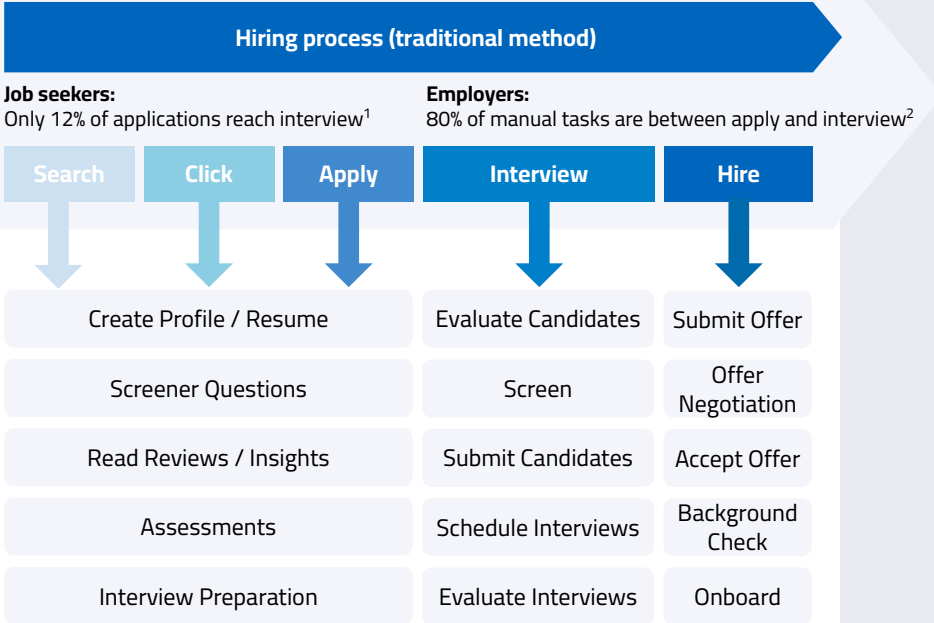 Hiring process (traditional method)
Job seekers:
Only 12% of applications reach interview¹
Employers:
80% of manual tasks are between apply and interview²
Search
Click
Apply
Interview
Hire
Create Profile / Resume
Screener Questions
Read Reviews / Insights
Assessments
Interview Preparation
Evaluate Candidates
Screen
Submit Candidates
Schedule Interviews
Evaluate Interviews
Submit Offer
Offer
Negotiation
Accept Offer
Background
Check
Onboard